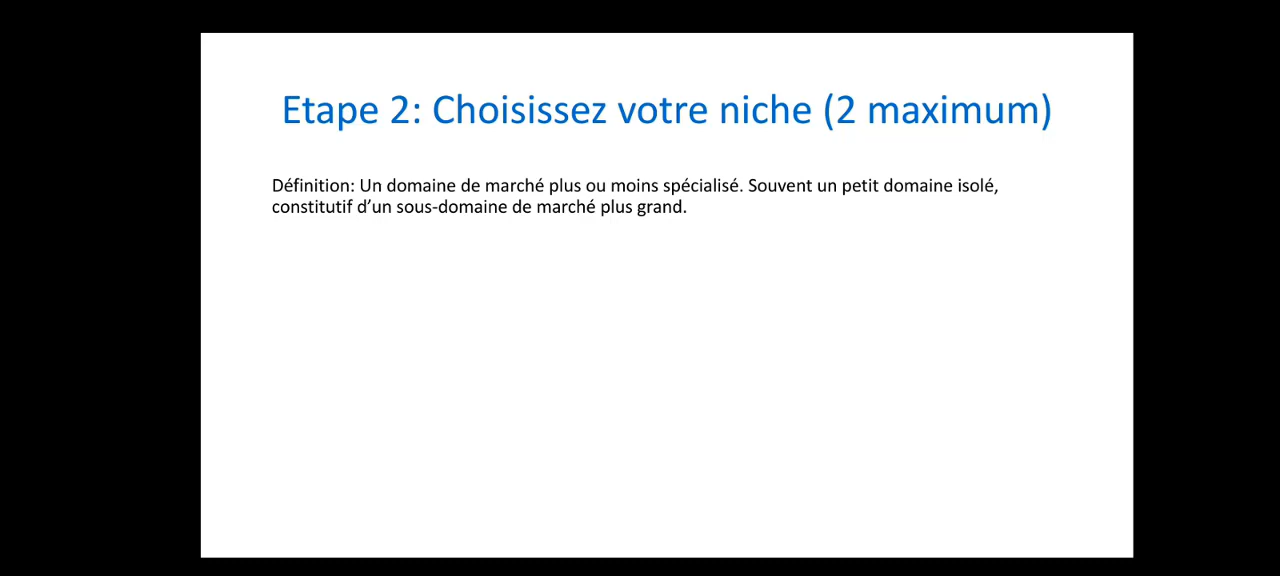 Etape 2: Choisissez votre niche (2 maximum)
Définition: Un domaine de marché plus ou moins spécialisé. Souvent un petit domaine isolé,
constitutif d’un sous-domaine de marché plus grand.